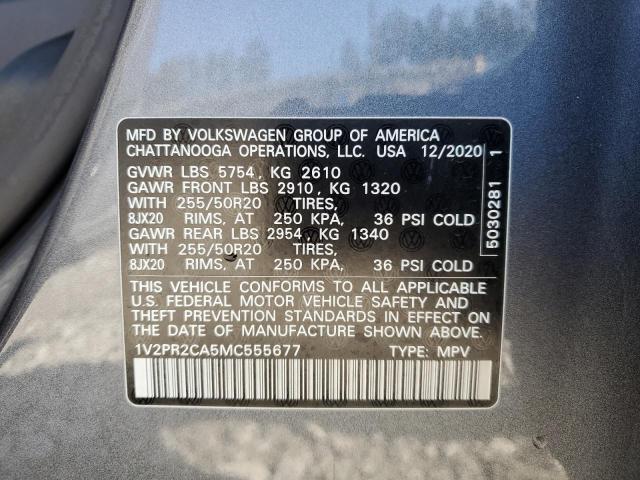 MFD BY VOLKSWAGEN GROUP OF AMERICA
CHATTANOOGA OPERATIONS, LLC. USA 12/2020
GVWR LBS 5754, KG 2610
GAWR FRONT LBS 2910, KG 1320
WITH 255/50R20 TIRES,
8JX20 RIMS, AT 250 KPA, 36 PSI COLD
GAWR REAR LBS 2954, KG 1340
WITH 255/50R20 TIRES,
8JX20 RIMS, AT 250 KPA, 36 PSI COLD
THIS VEHICLE CONFORMS TO ALL APPLICABLE
U.S. FEDERAL MOTOR VEHICLE SAFETY AND
THEFT PREVENTION STANDARDS IN EFFECT ON
THE DATE OF MANUFACTURE SHOWN ABOVE.
1V2PR2CA5MC555677 TYPE: MPV
5030281 1